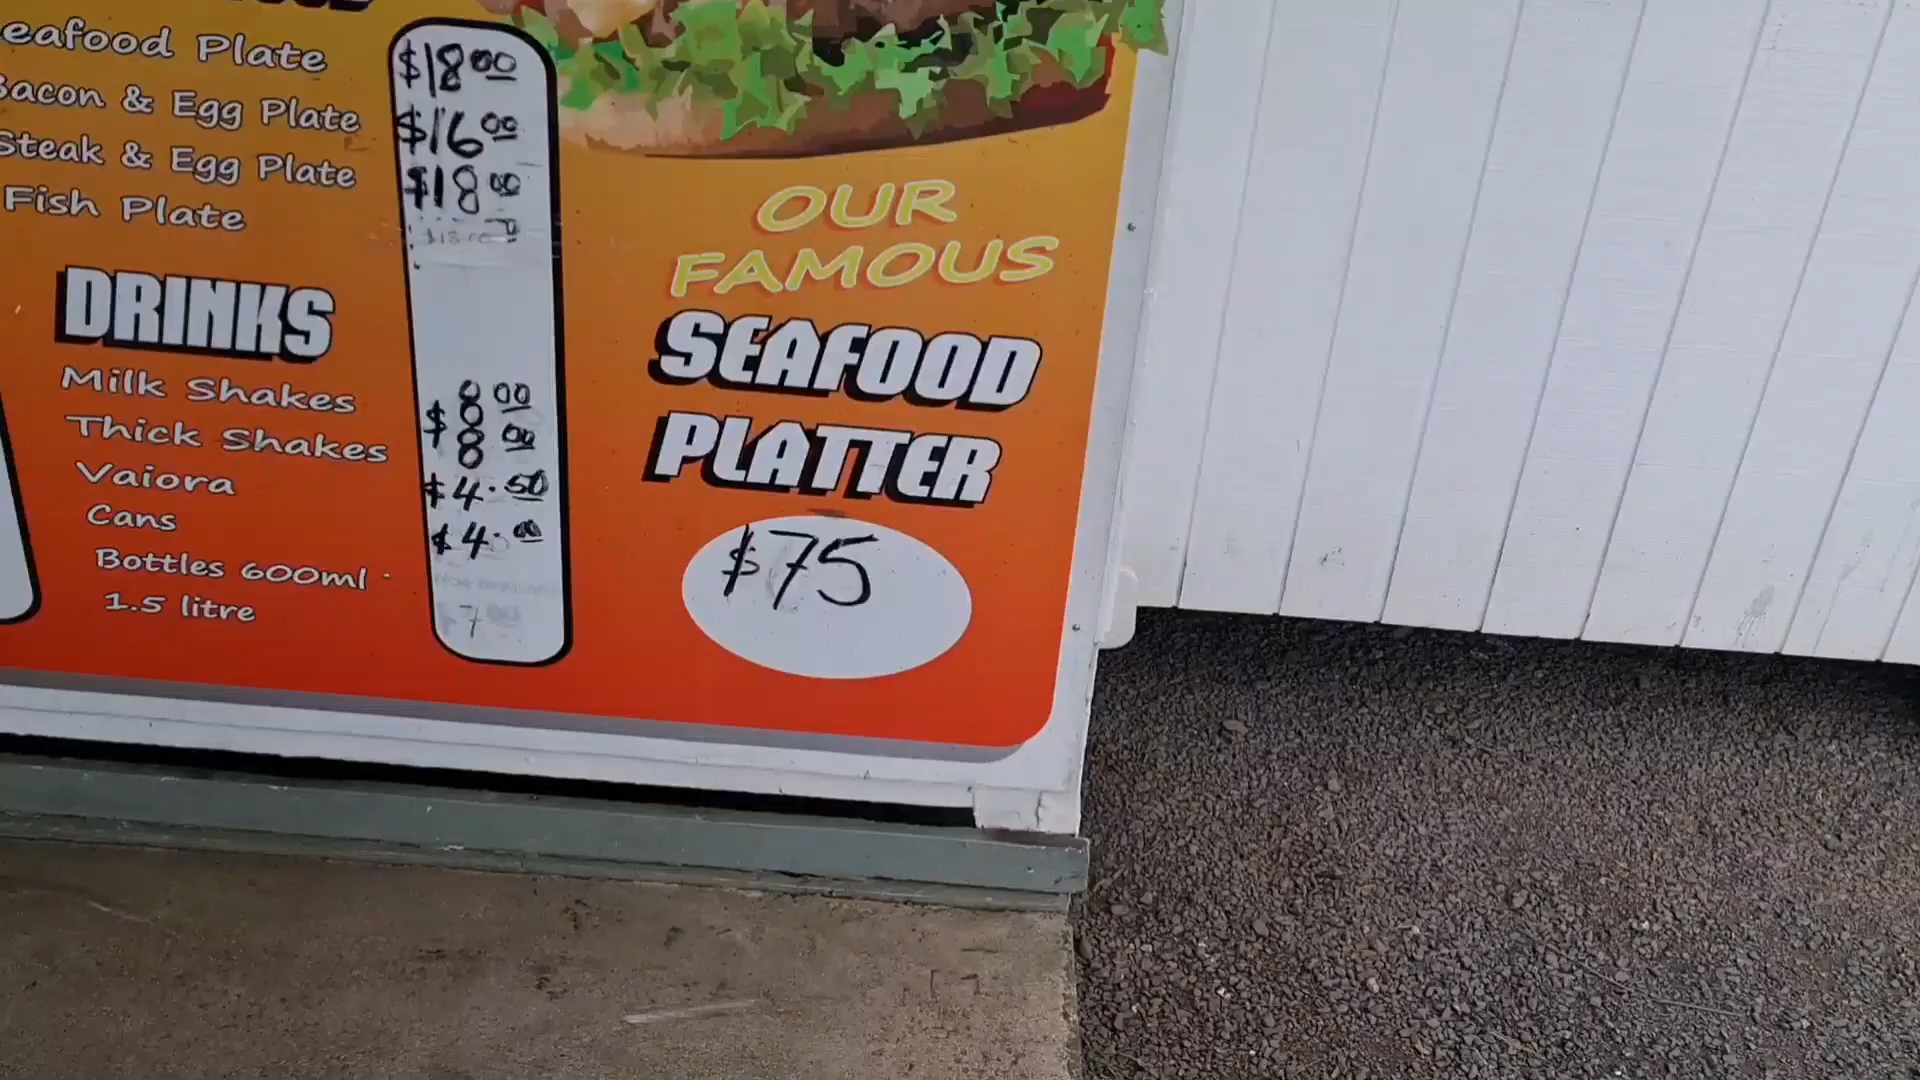 eafood Plate $18.00
Bacon & Egg Plate $16.00
Steak & Egg Plate $18.00
Fish Plate
DRINKS
Milk Shakes $8.00
Thick Shakes 8.00
Vaiora $4.50
Cans $4.00
Bottles 600ml
1.5 litre 7
OUR
FAMOUS
SEAFOOD
PLATTER
$75